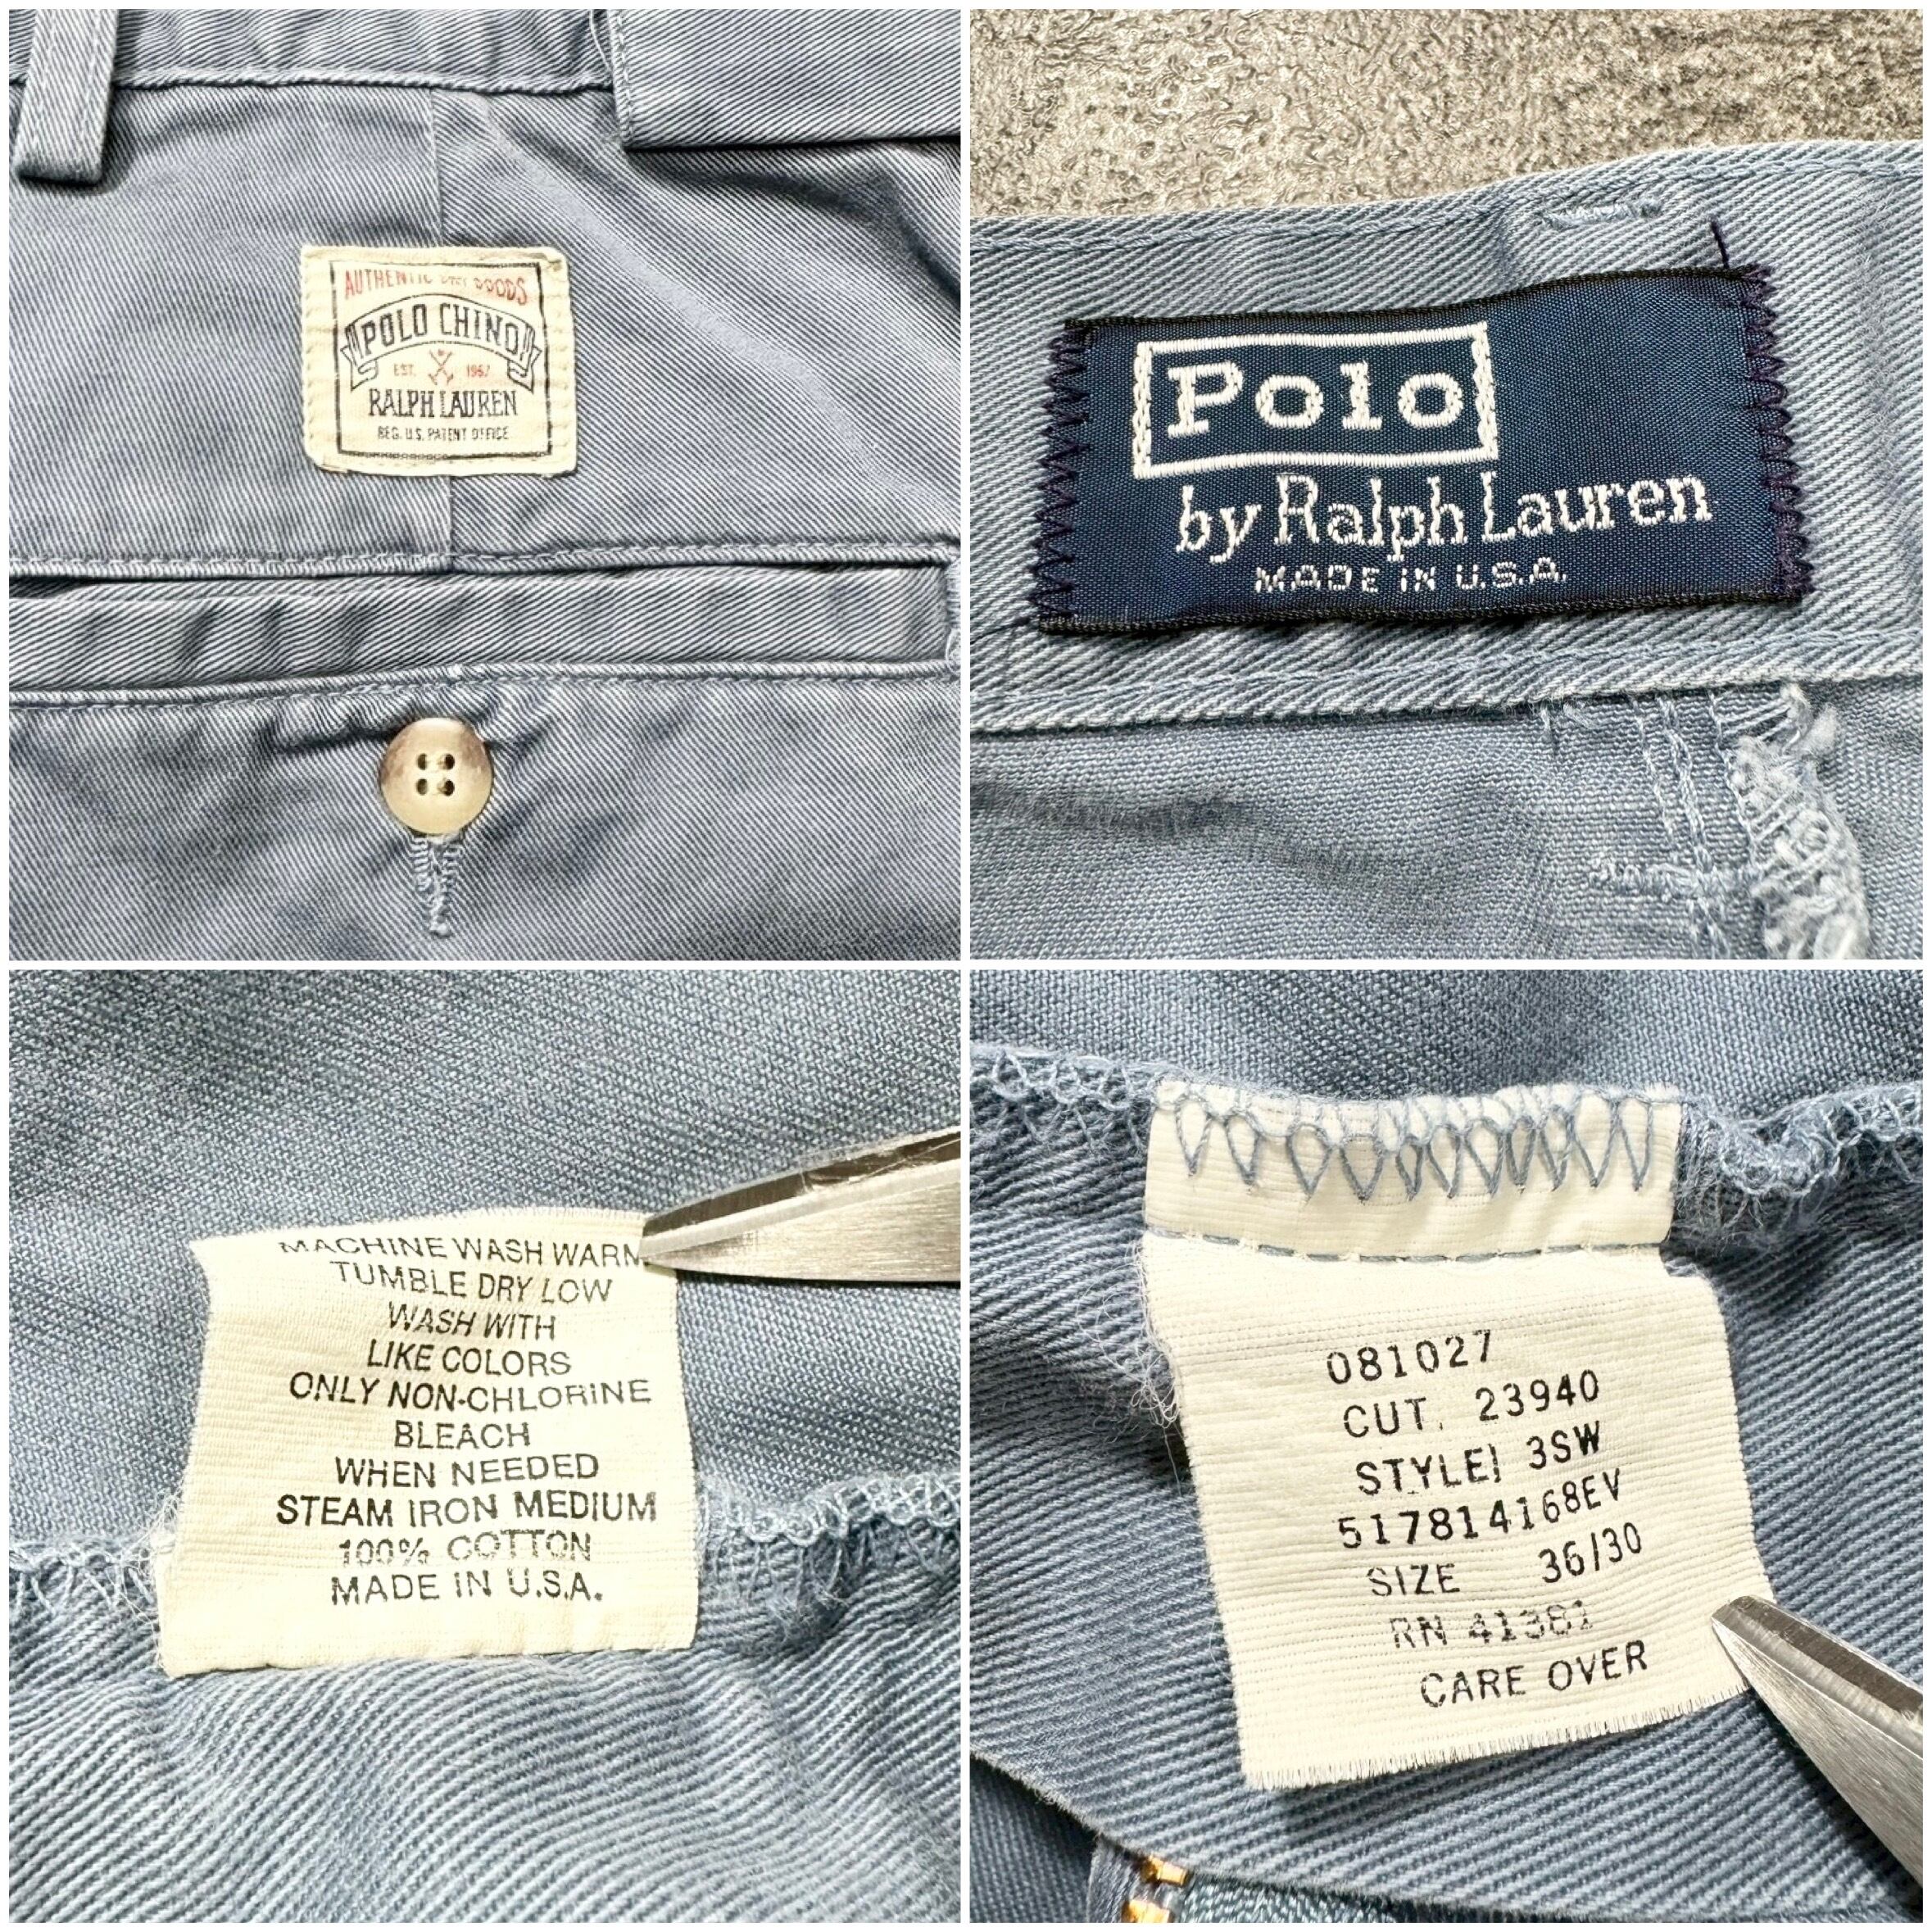 AUTHENTIC DRY GOODS
POLO CHINO
EST. 1967
RALPH LAUREN
REG. U.S. PATENT OFFICE
Polo
by Ralph Lauren
MADE IN U.S.A.
MACHINE WASH WARM
TUMBLE DRY LOW
WASH WITH
LIKE COLORS
ONLY NON-CHLORINE
BLEACH
WHEN NEEDED
STEAM IRON MEDIUM
100% COTTON
MADE IN U.S.A.
081027
CUT. 23940
STYLE! 3SW
517814168EV
SIZE 36/30
RN 41381
CARE OVER